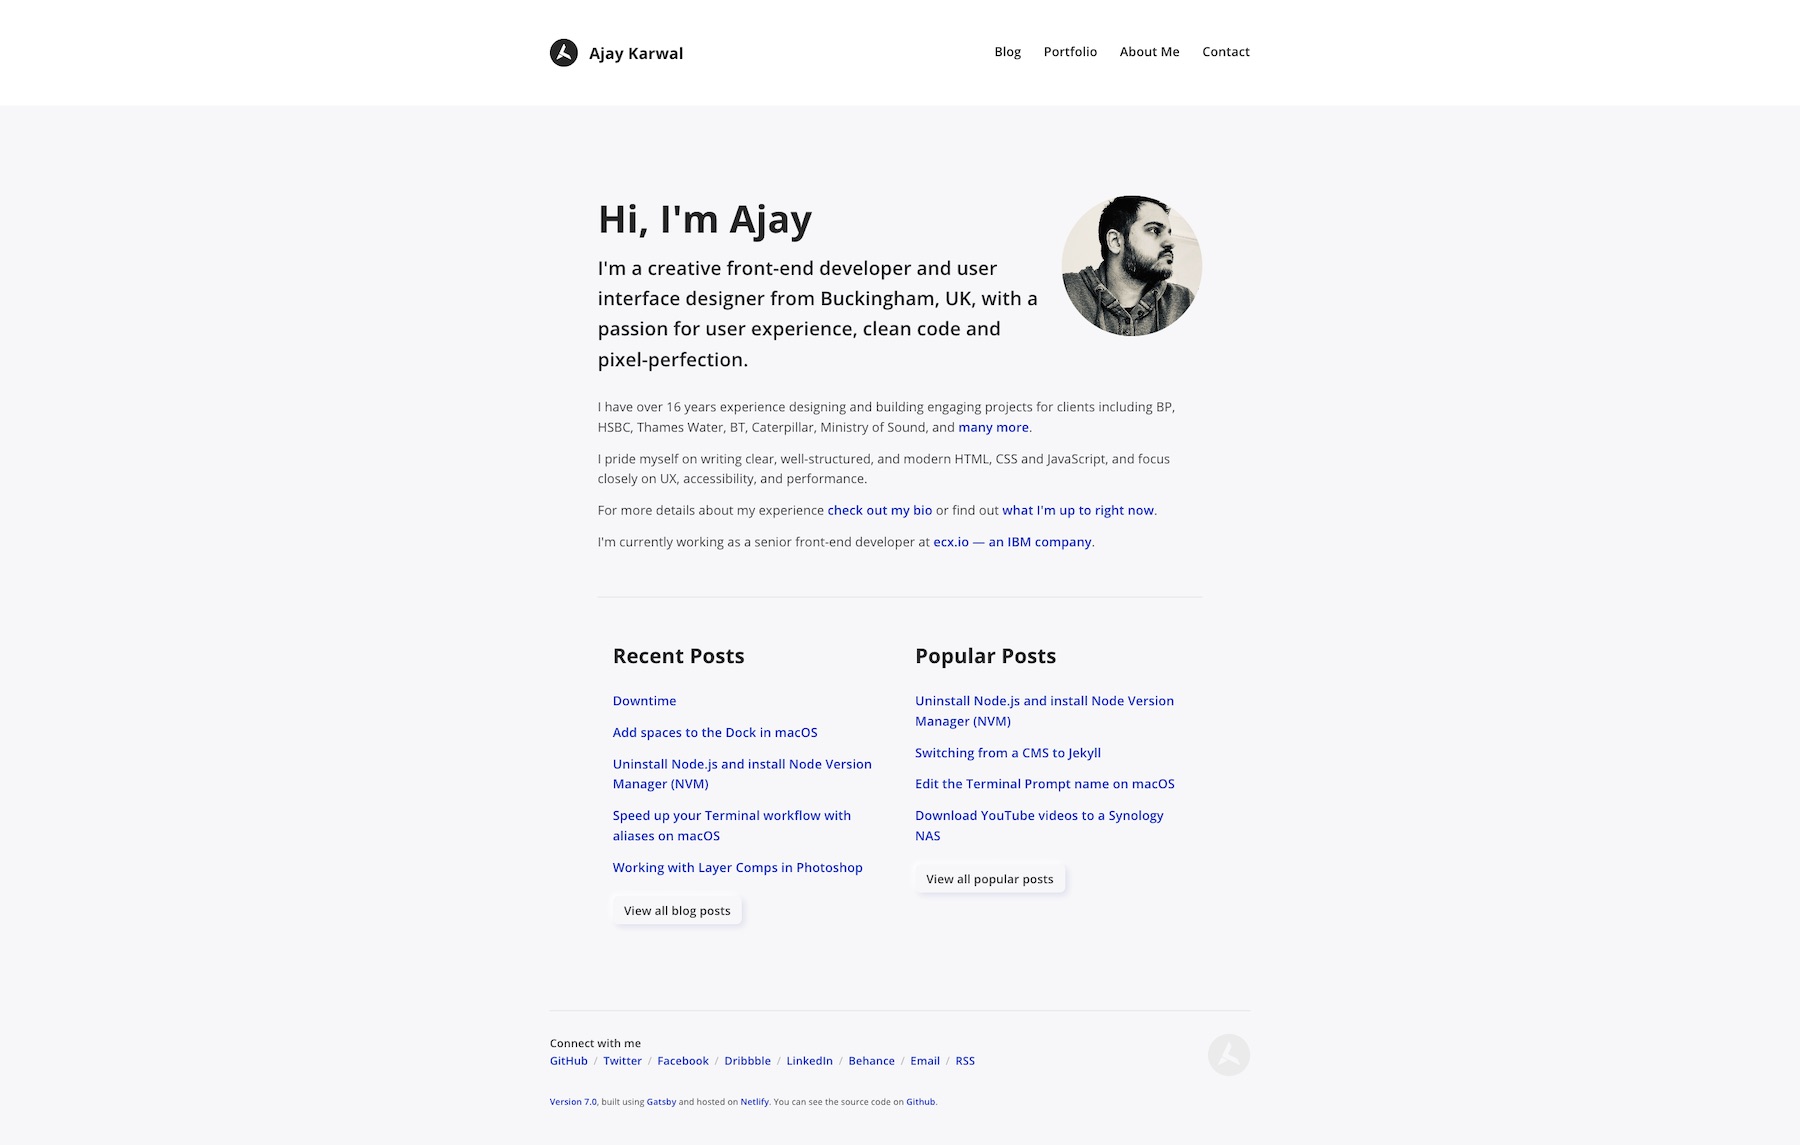 Ajay Karwal
Blog Portfolio About Me Contact
Hi, I'm Ajay
I'm a creative front-end developer and user
interface designer from Buckingham, UK, with a
passion for user experience, clean code and
pixel-perfection.
I have over 16 years experience designing and building engaging projects for clients including BP,
HSBC, Thames Water, BT, Caterpillar, Ministry of Sound, and many more.
I pride myself on writing clear, well-structured, and modern HTML, CSS and JavaScript, and focus
closely on UX, accessibility, and performance.
For more details about my experience check out my bio or find out what I'm up to right now.
I'm currently working as a senior front-end developer at ecx.io — an IBM company.
Recent Posts
Downtime
Add spaces to the Dock in macOS
Uninstall Node.js and install Node Version
Manager (NVM)
Speed up your Terminal workflow with
aliases on macOS
Working with Layer Comps in Photoshop
View all blog posts
Popular Posts
Uninstall Node.js and install Node Version
Manager (NVM)
Switching from a CMS to Jekyll
Edit the Terminal Prompt name on macOS
Download YouTube videos to a Synology
NAS
View all popular posts
Connect with me
GitHub / Twitter / Facebook / Dribbble / LinkedIn / Behance / Email / RSS
Version 7.0, built using Gatsby and hosted on Netlify. You can see the source code on Github.